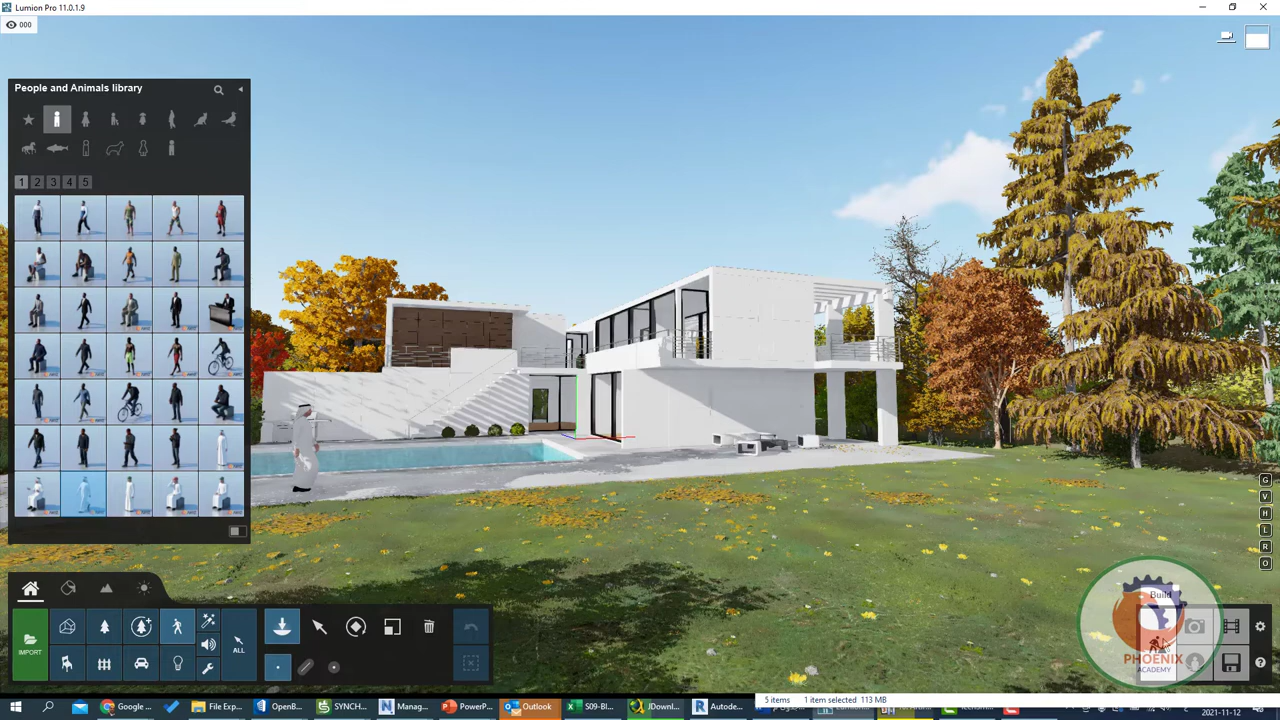 Lumion Pro 11.0.1.9
000
People and Animals library
1 2 3 4 5
G
V
H
L
R
O
IMPORT
ALL
Build
PHOENIX
ACADEMY
5 items 1 item selected 113 MB
Google ...
File Exp...
OpenB...
SYNCH...
Manag...
PowerP...
Outlook
S09-Bl...
JDownl...
Autode...
2021-11-12